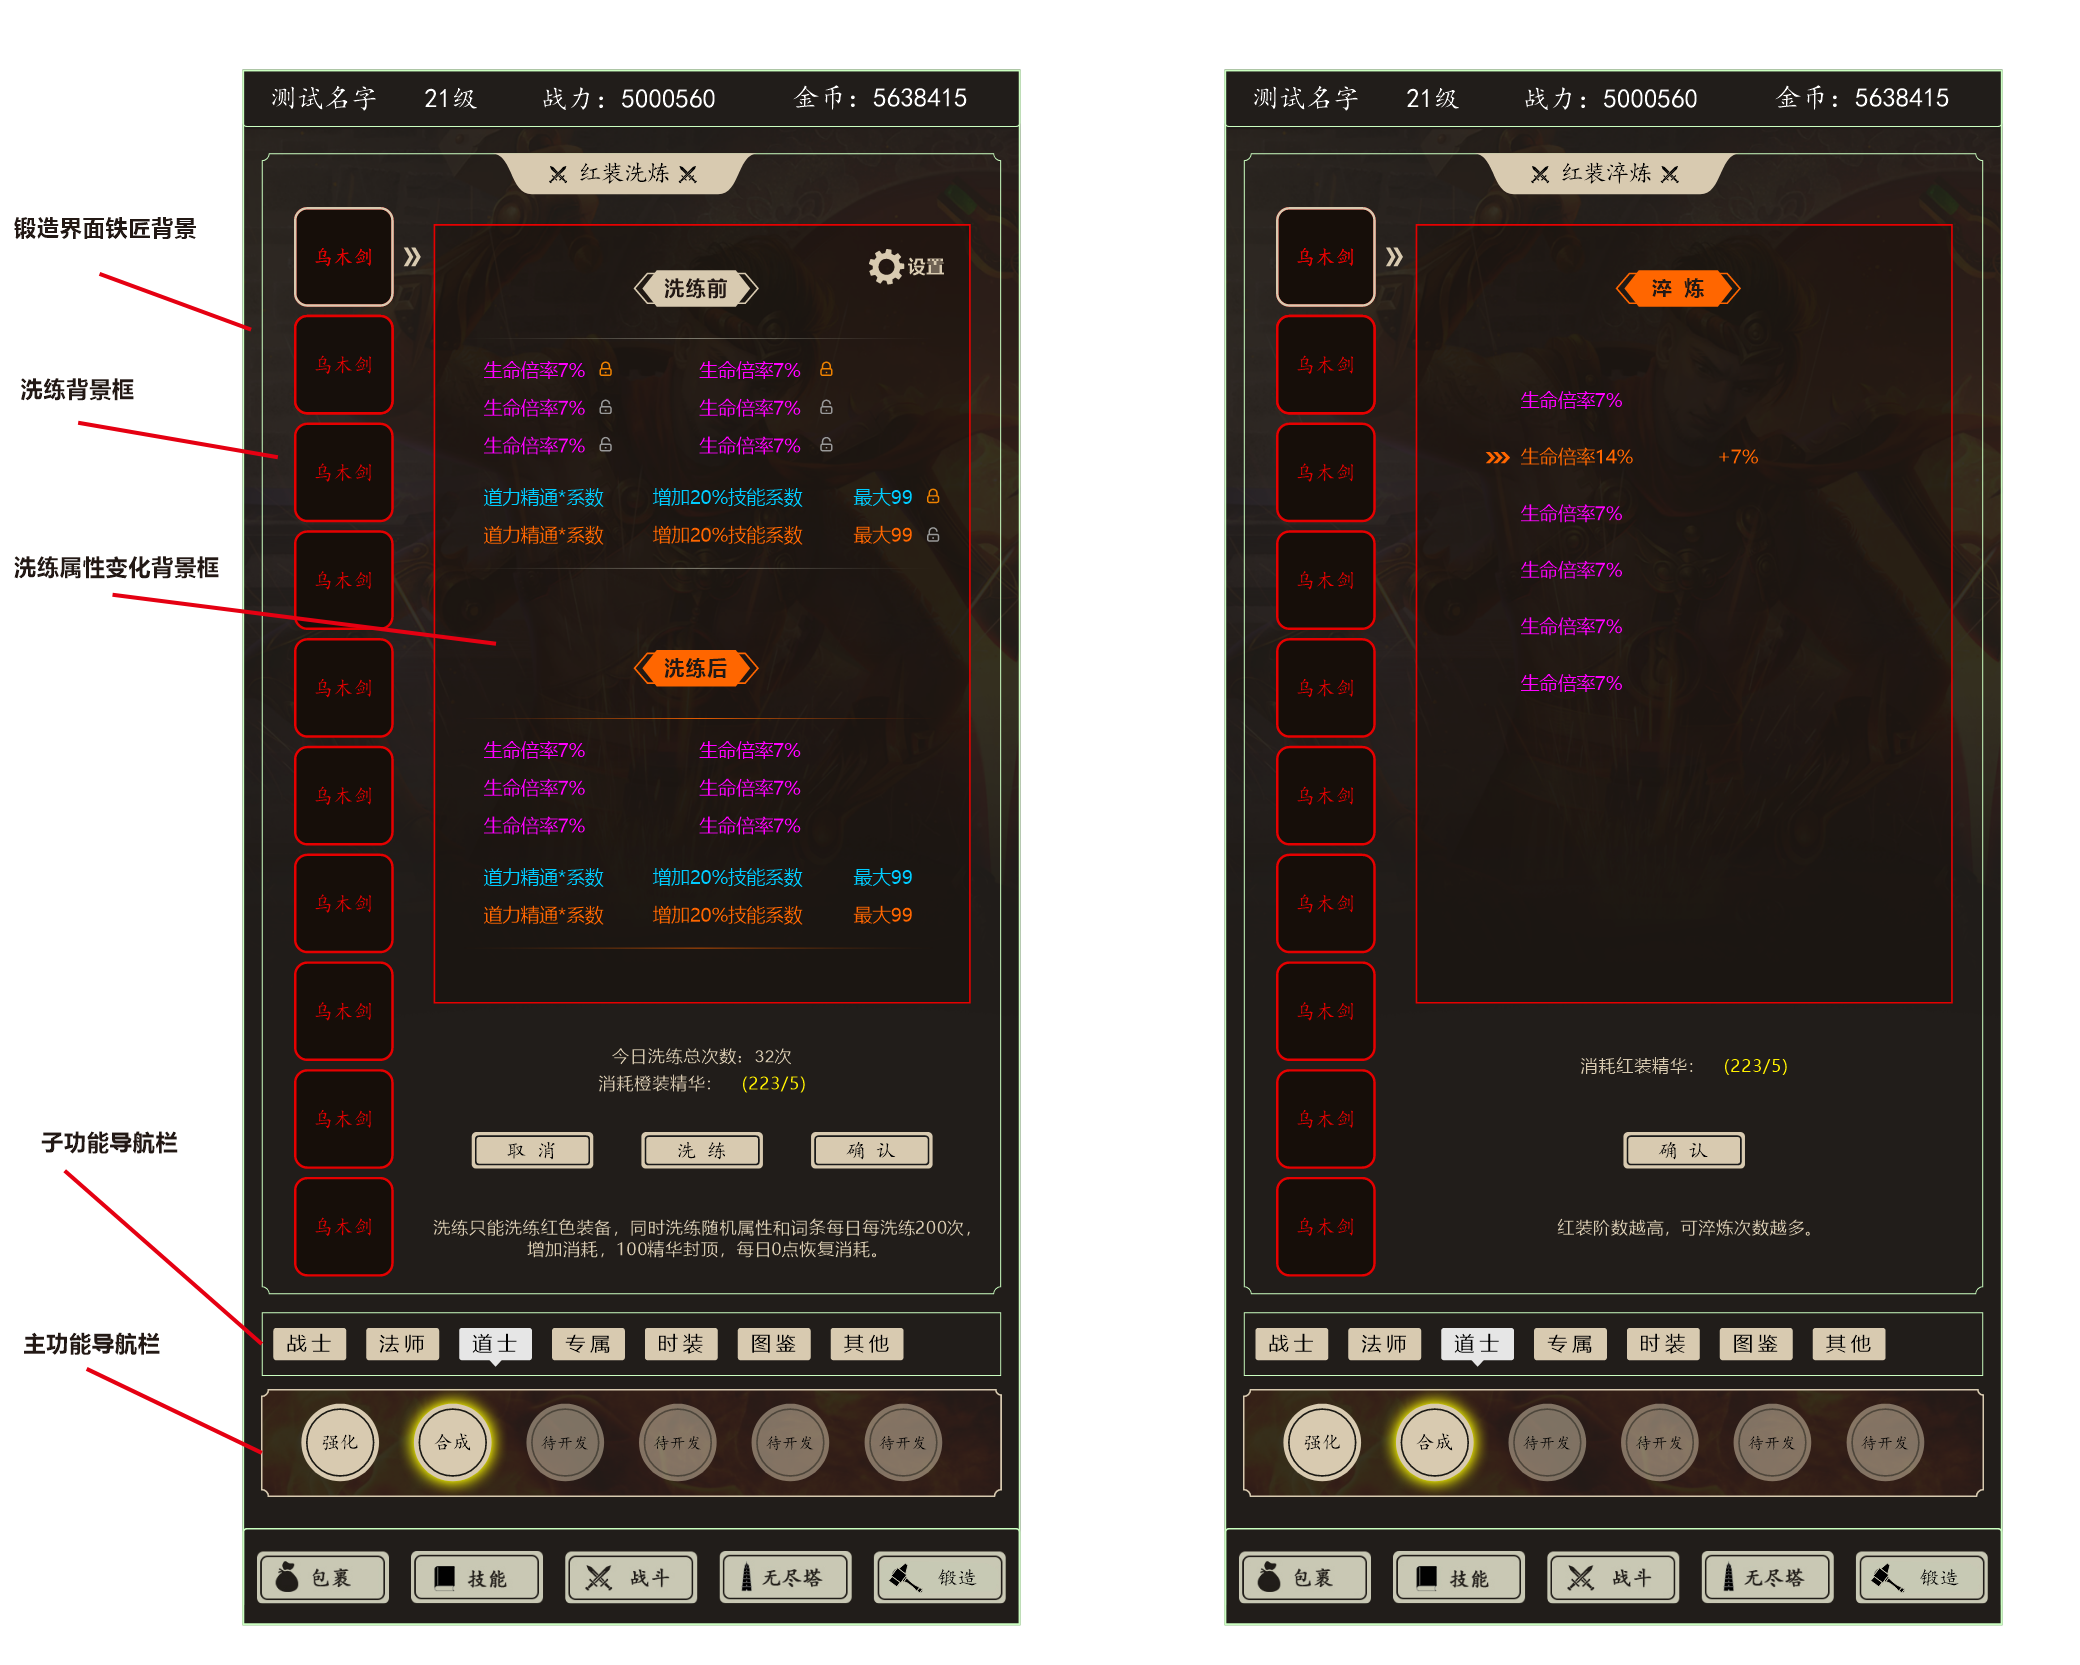 锻造界面铁匠背景
洗练背景框
洗练属性变化背景框
子功能导航栏
主功能导航栏
测试名字 21级 战力：5000560 金币：5638415
红装洗炼
乌木剑
乌木剑
乌木剑
乌木剑
乌木剑
乌木剑
乌木剑
乌木剑
乌木剑
乌木剑
设置
洗练前
生命倍率7% 生命倍率7%
生命倍率7% 生命倍率7%
生命倍率7% 生命倍率7%
道力精通*系数 增加20%技能系数 最大99
道力精通*系数 增加20%技能系数 最大99
洗练后
生命倍率7% 生命倍率7%
生命倍率7% 生命倍率7%
生命倍率7% 生命倍率7%
道力精通*系数 增加20%技能系数 最大99
道力精通*系数 增加20%技能系数 最大99
今日洗练总次数：32次
消耗橙装精华： (223/5)
取消 洗练 确认
洗练只能洗练红色装备，同时洗练随机属性和词条每日每洗练200次，
增加消耗，100精华封顶，每日0点恢复消耗。
战士 法师 道士 专属 时装 图鉴 其他
强化 合成 待开发 待开发 待开发 待开发
包裹 技能 战斗 无尽塔 锻造
测试名字 21级 战力：5000560 金币：5638415
红装淬炼
乌木剑
乌木剑
乌木剑
乌木剑
乌木剑
乌木剑
乌木剑
乌木剑
乌木剑
乌木剑
淬炼
生命倍率7%
生命倍率14% +7%
生命倍率7%
生命倍率7%
生命倍率7%
生命倍率7%
消耗红装精华： (223/5)
确认
红装阶数越高，可淬炼次数越多。
战士 法师 道士 专属 时装 图鉴 其他
强化 合成 待开发 待开发 待开发 待开发
包裹 技能 战斗 无尽塔 锻造